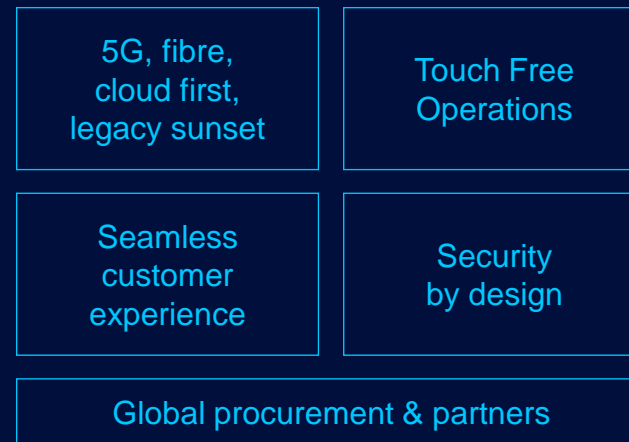 5G, fibre,
cloud first,
legacy sunset
Touch Free
Operations
Seamless
customer
experience
Security
by design
Global procurement & partners